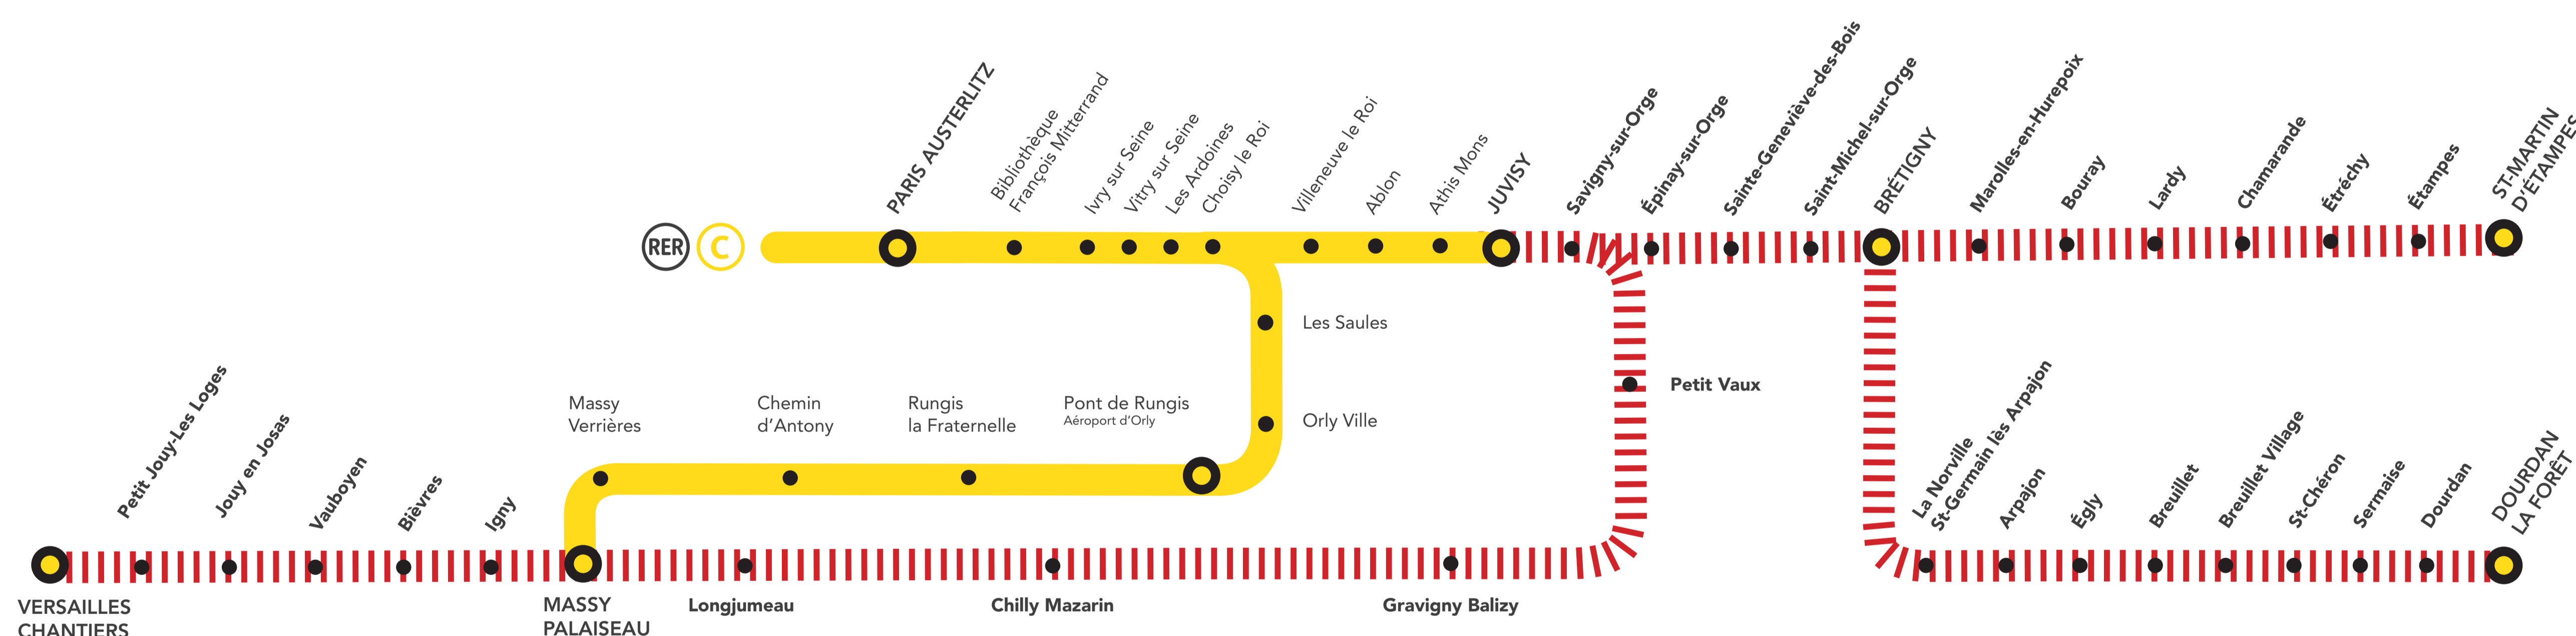 RER
C
PARIS AUSTERLITZ
Bibliothèque
François Mitterrand
Ivry sur Seine
Vitry sur Seine
Les Ardoines
Choisy le Roi
Villeneuve le Roi
Ablon
Athis Mons
JUVISY
Savigny-sur-Orge
Épinay-sur-Orge
Sainte-Geneviève-des-Bois
Saint-Michel-sur-Orge
BRÉTIGNY
Marolles-en-Hurepoix
Bouray
Lardy
Chamarande
Étréchy
Étampes
ST-MARTIN
D'ÉTAMPES
Les Saules
Orly Ville
Petit Vaux
Massy
Verrières
Chemin
d'Antony
Rungis
la Fraternelle
Pont de Rungis
Aéroport d'Orly
Petit Jouy-Les Loges
Jouy en Josas
Vauboyen
Bièvres
Igny
La Norville
St-Germain lès Arpajon
Arpajon
Égly
Breuillet
Breuillet Village
St-Chéron
Sermaise
Dourdan
DOURDAN
LA FORÊT
VERSAILLES
CHANTIERS
MASSY
PALAISEAU
Longjumeau
Chilly Mazarin
Gravigny Balizy